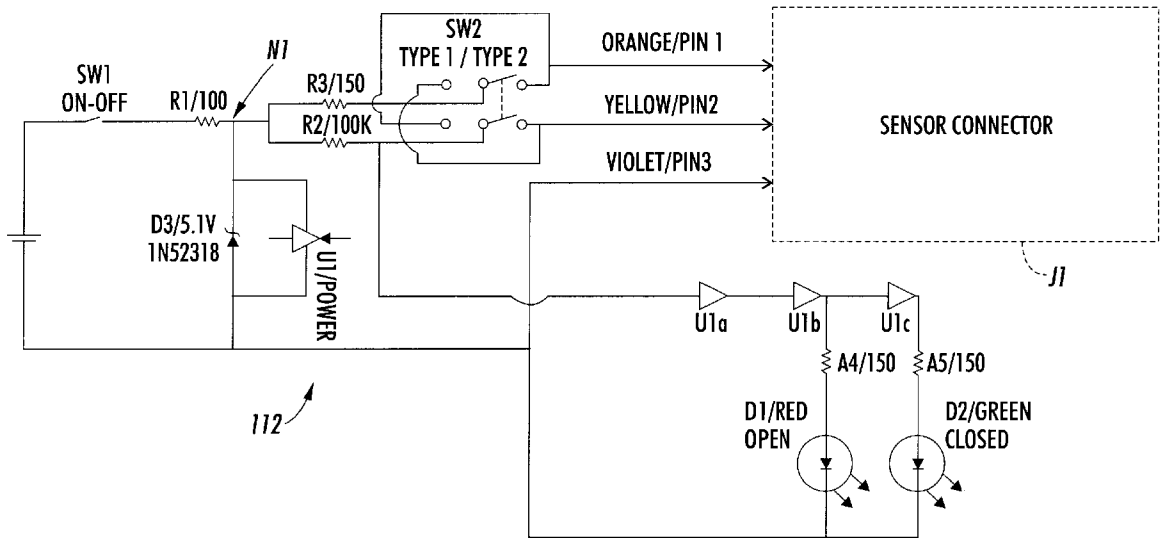 SW1
ON-OFF
R1/100
N1
R3/150
R2/100K
SW2
TYPE 1 / TYPE 2
ORANGE/PIN 1
YELLOW/PIN2
VIOLET/PIN3
SENSOR CONNECTOR
J1
D3/5.1V
1N52318
U1/POWER
112
U1a
U1b
U1c
A4/150
A5/150
D1/RED
OPEN
D2/GREEN
CLOSED